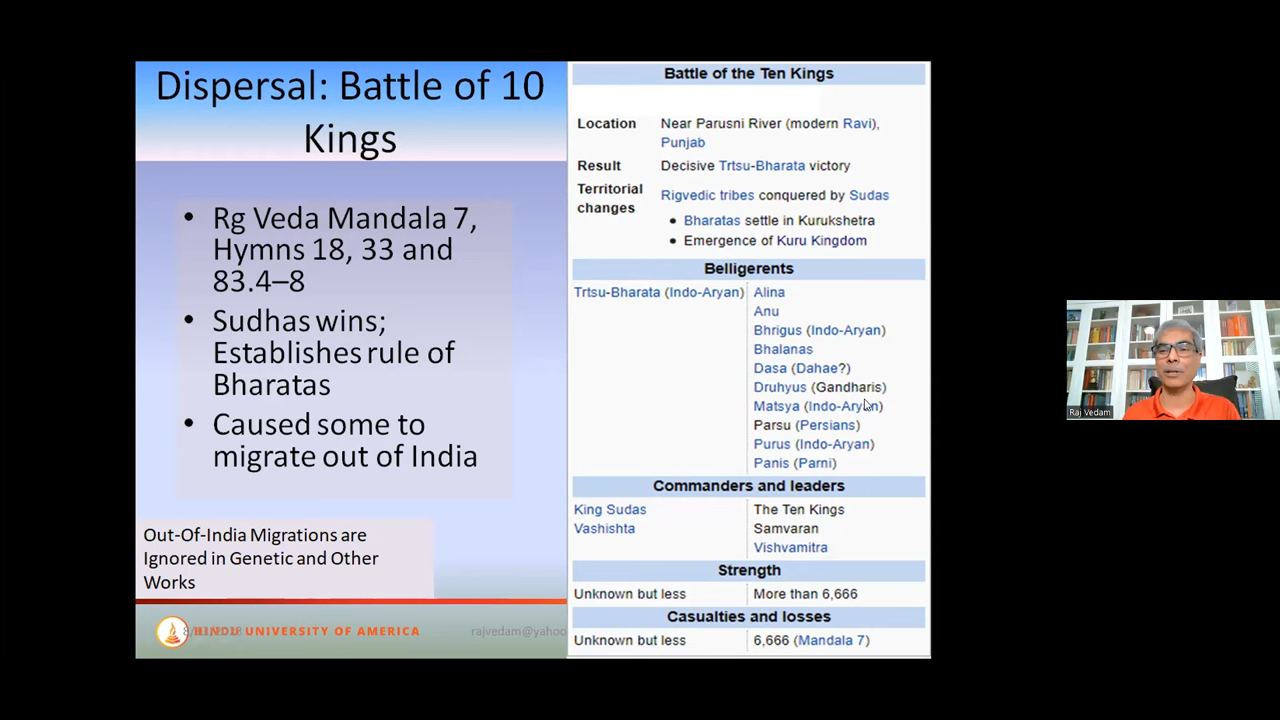 Dispersal: Battle of 10
Kings
• Rg Veda Mandala 7,
Hymns 18, 33 and
83.4–8
• Sudhas wins;
Establishes rule of
Bharatas
• Caused some to
migrate out of India
Out-Of-India Migrations are
Ignored in Genetic and Other
Works
HINDU UNIVERSITY OF AMERICA
rajvedam@yahoo
Battle of the Ten Kings
Location Near Parusni River (modern Ravi),
Punjab
Result Decisive Trtsu-Bharata victory
Territorial changes Rigvedic tribes conquered by Sudas
• Bharatas settle in Kurukshetra
• Emergence of Kuru Kingdom
Belligerents
Trtsu-Bharata (Indo-Aryan) Alina
Anu
Bhrigus (Indo-Aryan)
Bhalanas
Dasa (Dahae?)
Druhyus (Gandharis)
Matsya (Indo-Aryan)
Parsu (Persians)
Purus (Indo-Aryan)
Panis (Parni)
Commanders and leaders
King Sudas The Ten Kings
Vashishta Samvaran
Vishvamitra
Strength
Unknown but less More than 6,666
Casualties and losses
Unknown but less 6,666 (Mandala 7)
Raj Vedam